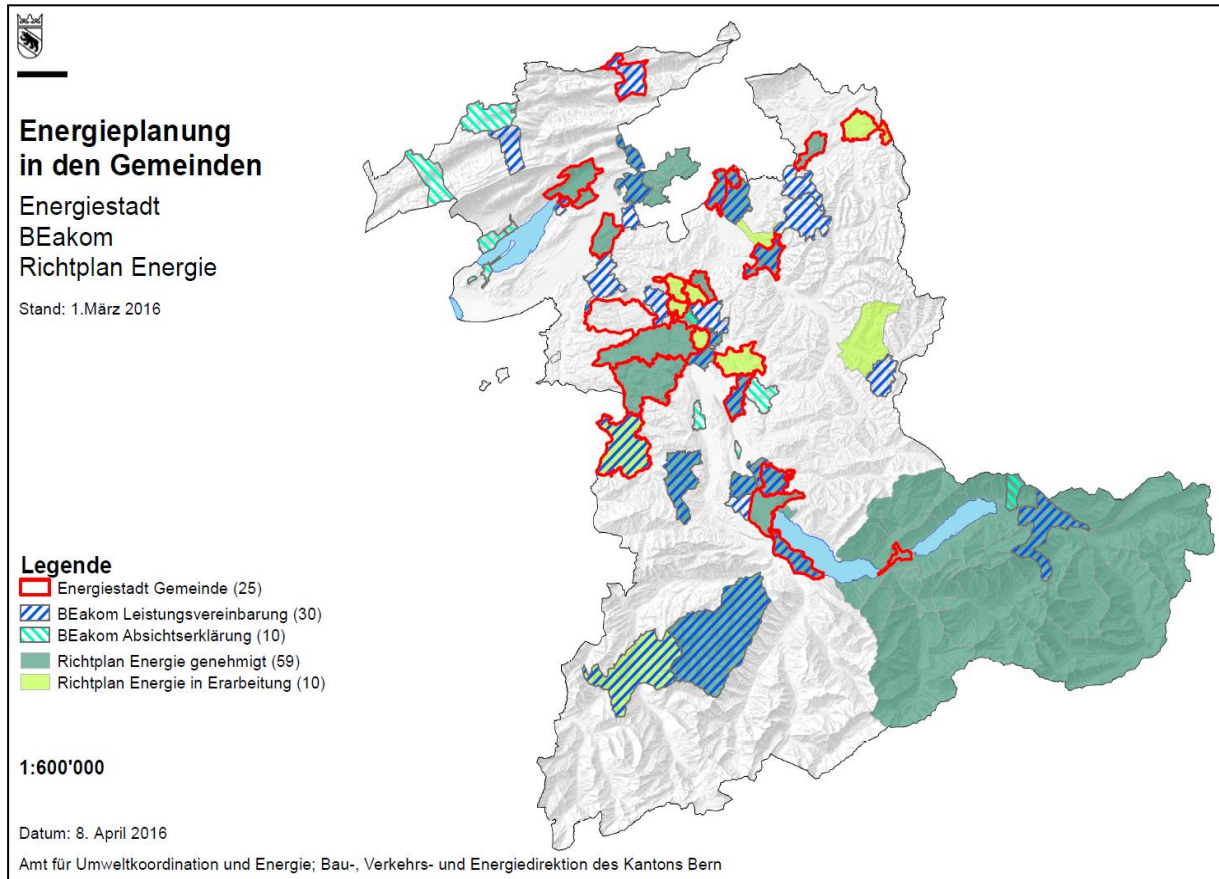 Energieplanung
in den Gemeinden
Energiestadt
BEakom
Richtplan Energie
Stand: 1.März 2016
Legende
Energiestadt Gemeinde (25)
BEakom Leistungsvereinbarung (30)
BEakom Absichtserklärung (10)
Richtplan Energie genehmigt (59)
Richtplan Energie in Erarbeitung (10)
1:600'000
Datum: 8. April 2016
Amt für Umweltkoordination und Energie; Bau-, Verkehrs- und Energiedirektion des Kantons Bern